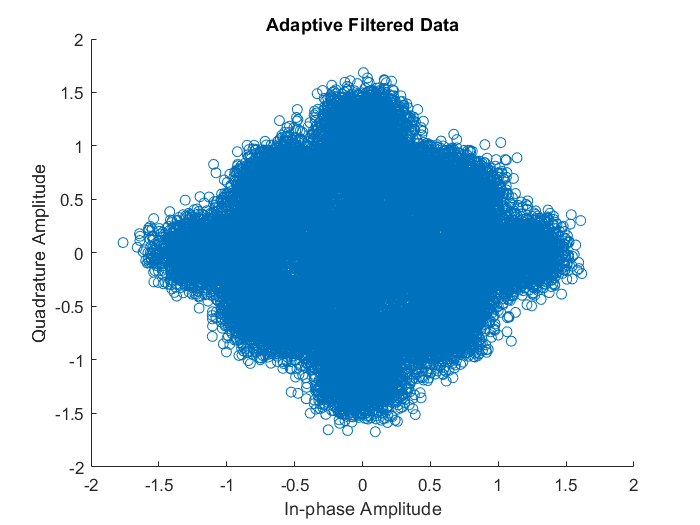 Adaptive Filtered Data
Quadrature Amplitude
2
1.5
1
0.5
0
-0.5
-1
-1.5
-2
-2 -1.5 -1 -0.5 0 0.5 1 1.5 2
In-phase Amplitude